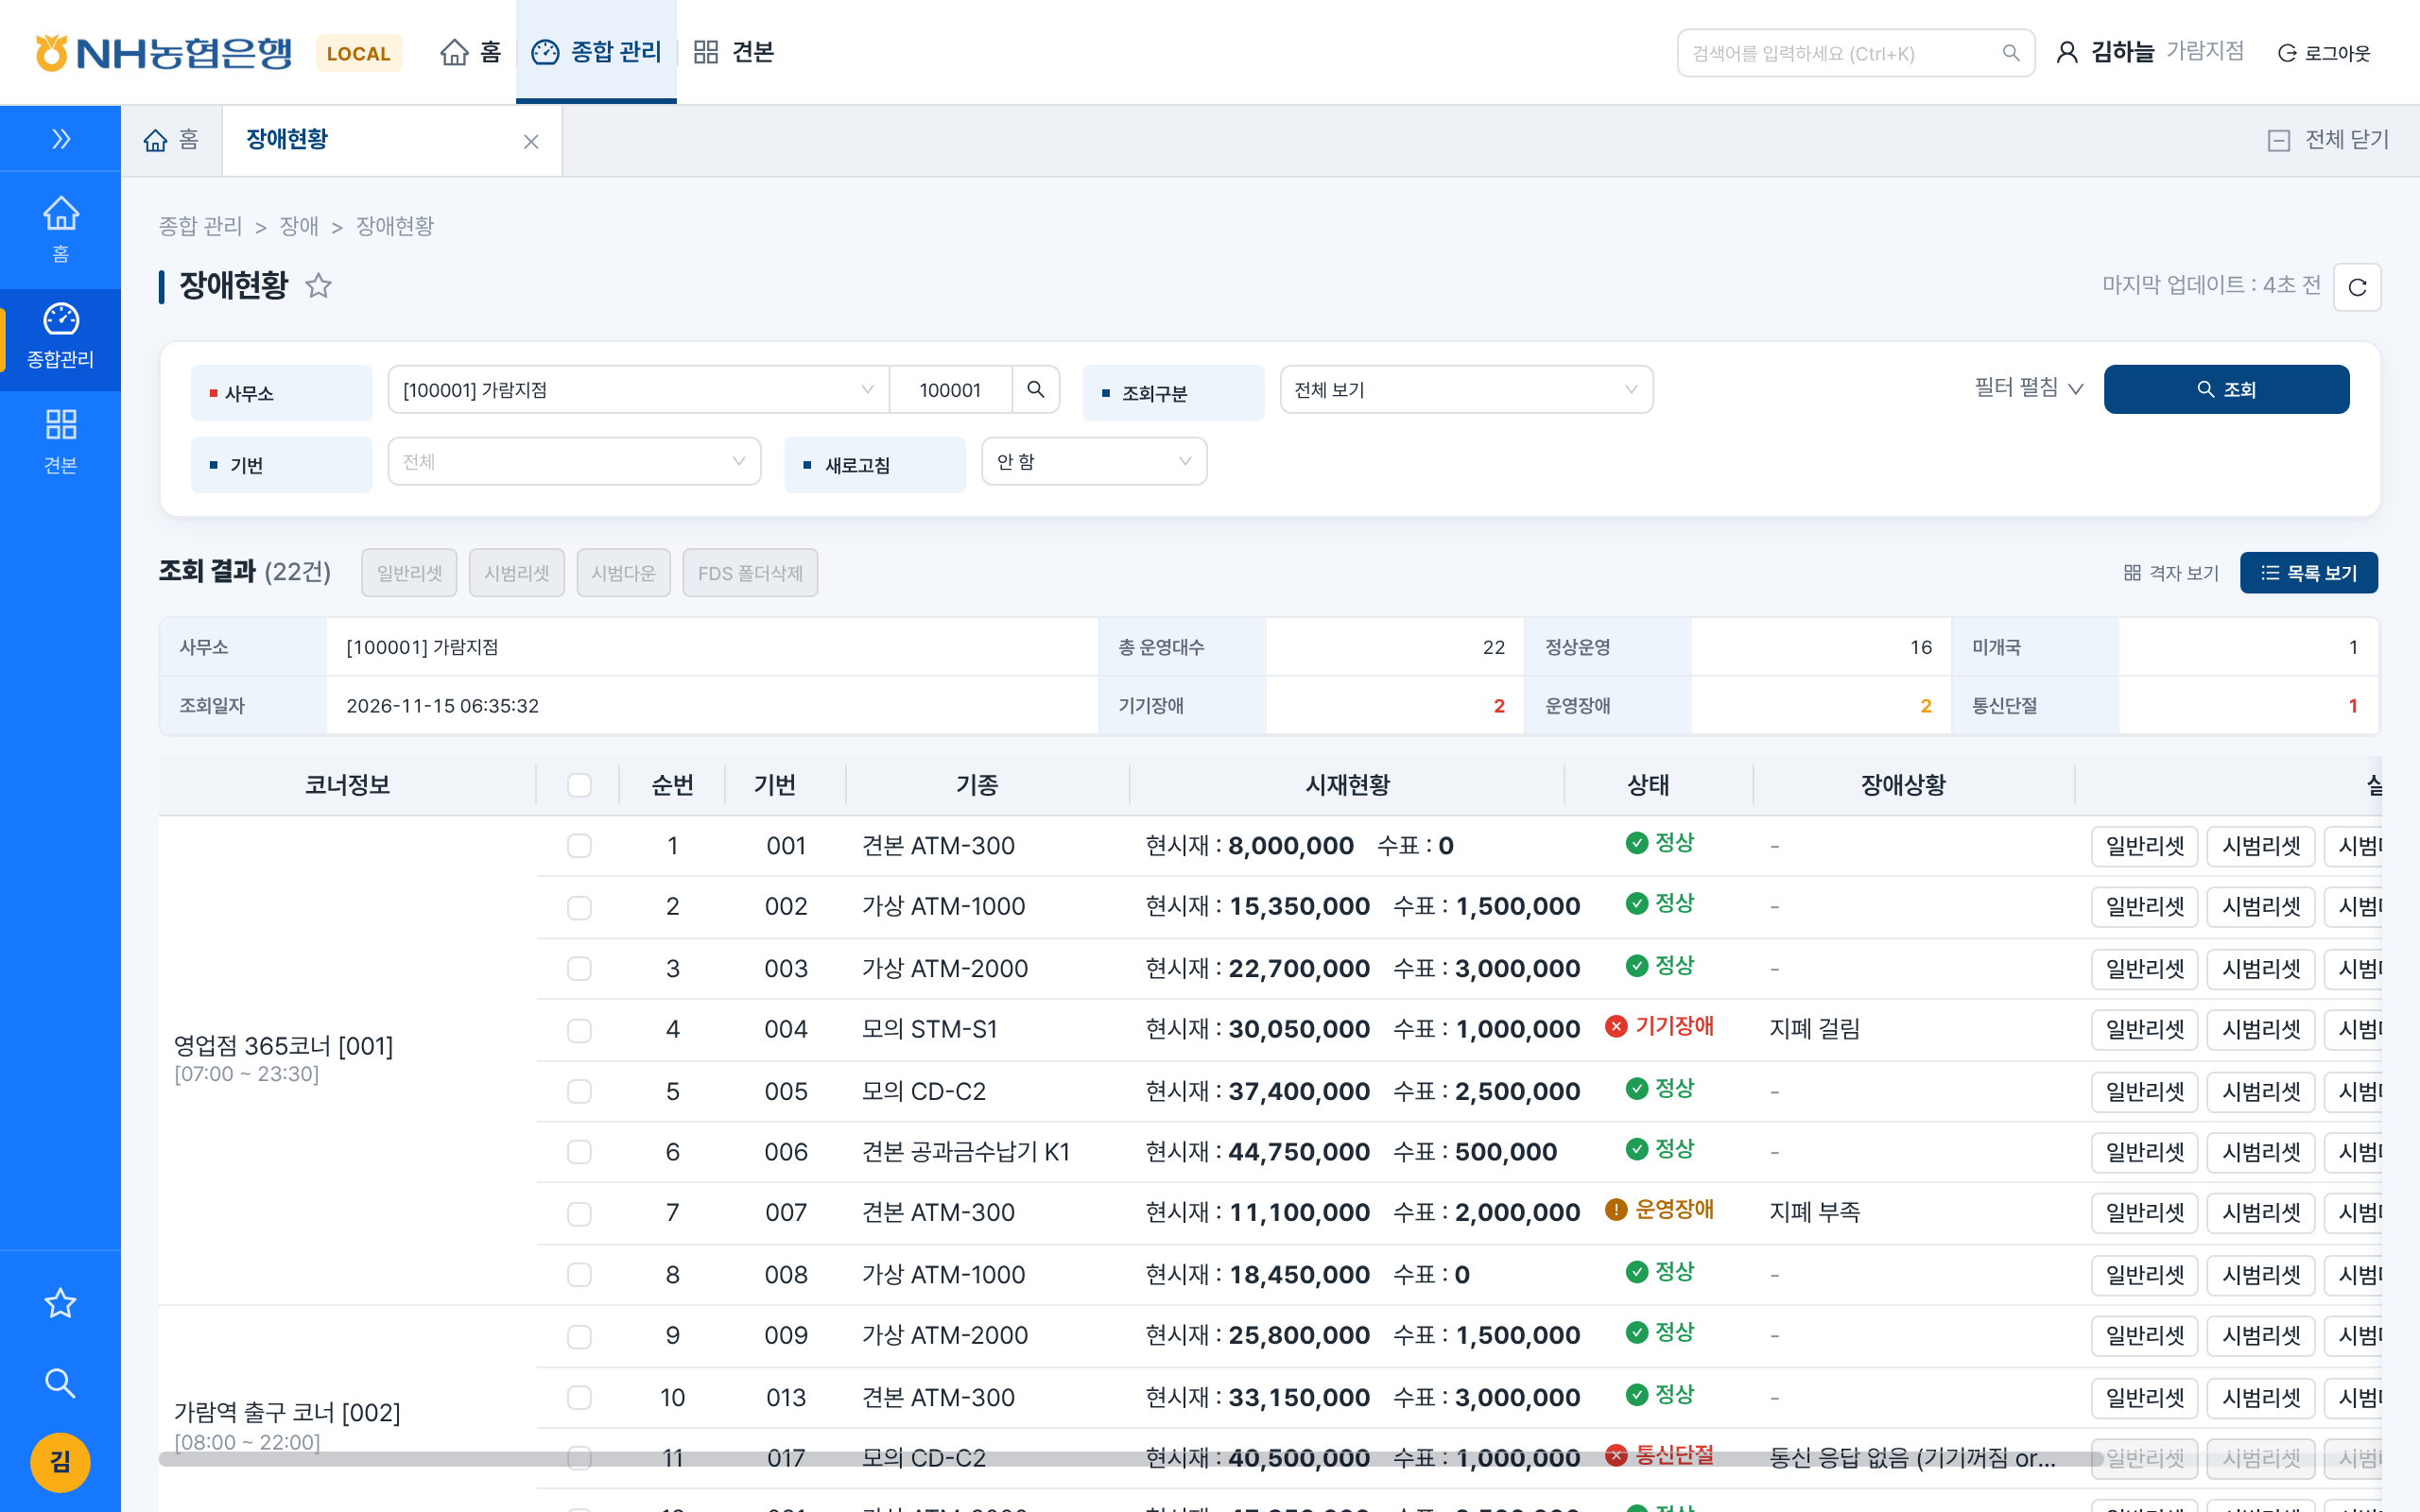 NH농협은행 LOCAL 홈 종합 관리 견본 검색어를 입력하세요 (Ctrl+K) 김하늘 가람지점 로그아웃
홈 장애현황 전체 닫기
홈
종합관리
견본
김
종합 관리 > 장애 > 장애현황
장애현황 마지막 업데이트 : 4초 전
사무소 [100001] 가람지점 100001 조회구분 전체 보기 필터 펼침 조회
기번 전체 새로고침 안 함
조회 결과 (22건) 일반리셋 시범리셋 시범다운 FDS 폴더삭제 격자 보기 목록 보기
사무소 [100001] 가람지점 총 운영대수 22 정상운영 16 미개국 1
조회일자 2026-11-15 06:35:32 기기장애 2 운영장애 2 통신단절 1
코너정보 순번 기번 기종 시재현황 상태 장애상황
영업점 365코너 [001]
[07:00 ~ 23:30]
1 001 견본 ATM-300 현시재 : 8,000,000 수표 : 0 정상 - 일반리셋 시범리셋 시범
2 002 가상 ATM-1000 현시재 : 15,350,000 수표 : 1,500,000 정상 - 일반리셋 시범리셋 시범
3 003 가상 ATM-2000 현시재 : 22,700,000 수표 : 3,000,000 정상 - 일반리셋 시범리셋 시범
4 004 모의 STM-S1 현시재 : 30,050,000 수표 : 1,000,000 기기장애 지폐 걸림 일반리셋 시범리셋 시범
5 005 모의 CD-C2 현시재 : 37,400,000 수표 : 2,500,000 정상 - 일반리셋 시범리셋 시범
6 006 견본 공과금수납기 K1 현시재 : 44,750,000 수표 : 500,000 정상 - 일반리셋 시범리셋 시범
7 007 견본 ATM-300 현시재 : 11,100,000 수표 : 2,000,000 운영장애 지폐 부족 일반리셋 시범리셋 시범
8 008 가상 ATM-1000 현시재 : 18,450,000 수표 : 0 정상 - 일반리셋 시범리셋 시범
가람역 출구 코너 [002]
[08:00 ~ 22:00]
9 009 가상 ATM-2000 현시재 : 25,800,000 수표 : 1,500,000 정상 - 일반리셋 시범리셋 시범
10 013 견본 ATM-300 현시재 : 33,150,000 수표 : 3,000,000 정상 - 일반리셋 시범리셋 시범
11 017 모의 CD-C2 현시재 : 40,500,000 수표 : 1,000,000 통신단절 통신 응답 없음 (기기꺼짐 or... 일반리셋 시범리셋 시범